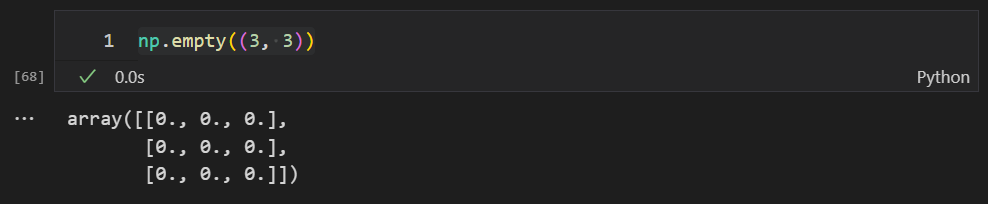 1 np.empty((3, 3))
[68] 0.0s Python
... array([[0., 0., 0.],
[0., 0., 0.],
[0., 0., 0.]])